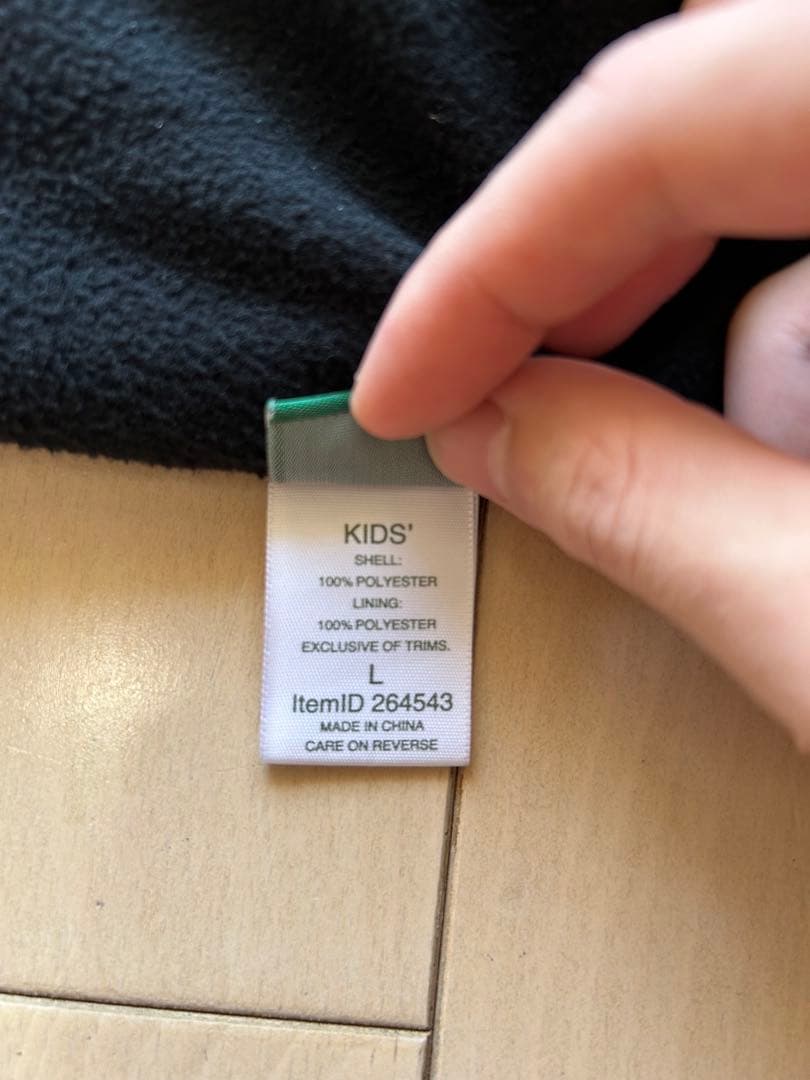 KIDS'
SHELL:
100% POLYESTER
LINING:
100% POLYESTER
EXCLUSIVE OF TRIMS.
L
ItemID 264543
MADE IN CHINA
CARE ON REVERSE